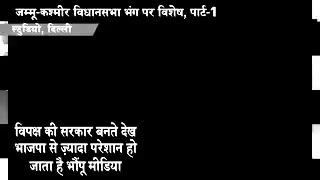 जम्मू-कश्मीर विधानसभा भंग पर विशेष, पार्ट-1
स्टूडियो, दिल्ली
विपक्ष की सरकार बनते देख
भाजपा से ज़्यादा परेशान हो
जाता है भौंपू मीडिया